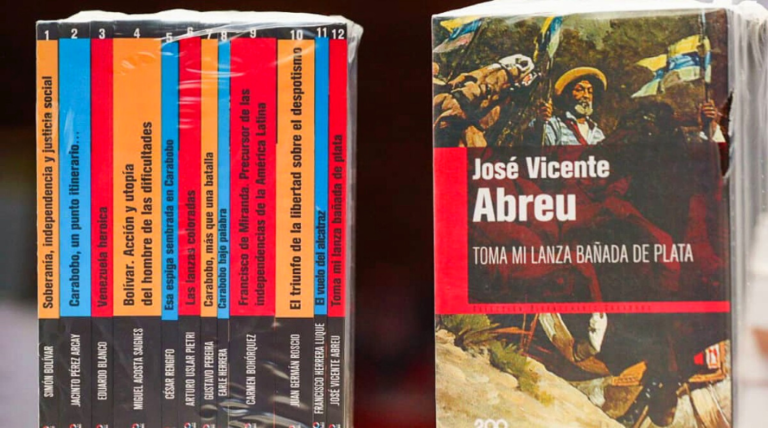 1
Soberanía, independencia y justicia social
SIMÓN BOLÍVAR
2
Carabobo, un punto itinerario...
JACINTO PÉREZ ARCAY
3
Venezuela heroica
EDUARDO BLANCO
4
Bolívar. Acción y utopía
del hombre de las dificultades
MIGUEL ACOSTA SAIGNES
5
Esa espiga sembrada en Carabobo
CÉSAR RENGIFO
6
Las lanzas coloradas
ARTURO USLAR PIETRI
7
Carabobo, más que una batalla
GUSTAVO PEREIRA
8
Carabobo bajo palabra
EARLE HERRERA
9
Francisco de Miranda. Precursor de las
independencias de la América Latina
CARMEN BOHÓRQUEZ
10
El triunfo de la libertad sobre el despotismo
JUAN GERMÁN ROSCIO
11
El vuelo del alcatraz
FRANCISCO HERRERA LUQUE
12
Toma mi lanza bañada de plata
JOSÉ VICENTE ABREU
José Vicente
Abreu
TOMA MI LANZA BAÑADA DE PLATA
200